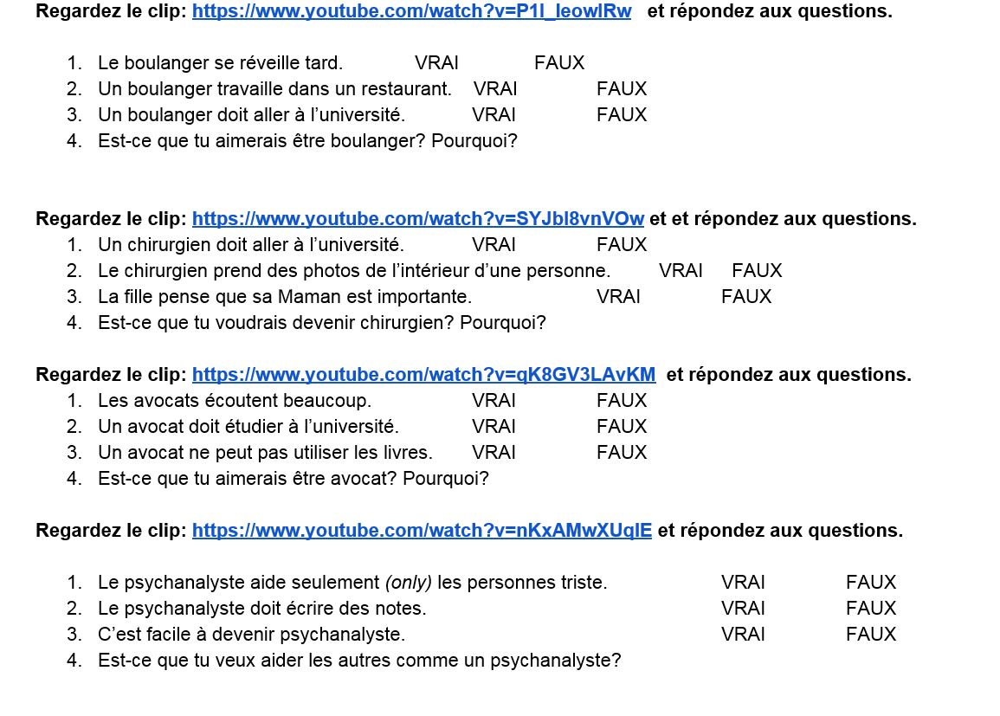 Regardez le clip: https://www.youtube.com/watch?v=P1l_IeowlRw et répondez aux questions.
1. Le boulanger se réveille tard. VRAI FAUX
2. Un boulanger travaille dans un restaurant. VRAI FAUX
3. Un boulanger doit aller à l’université. VRAI FAUX
4. Est-ce que tu aimerais être boulanger? Pourquoi?
Regardez le clip: https://www.youtube.com/watch?v=SYJbI8vnVOw et et répondez aux questions.
1. Un chirurgien doit aller à l’université. VRAI FAUX
2. Le chirurgien prend des photos de l’intérieur d’une personne. VRAI FAUX
3. La fille pense que sa Maman est importante. VRAI FAUX
4. Est-ce que tu voudrais devenir chirurgien? Pourquoi?
Regardez le clip: https://www.youtube.com/watch?v=qK8GV3LAvKM et répondez aux questions.
1. Les avocats écoutent beaucoup. VRAI FAUX
2. Un avocat doit étudier à l’université. VRAI FAUX
3. Un avocat ne peut pas utiliser les livres. VRAI FAUX
4. Est-ce que tu aimerais être avocat? Pourquoi?
Regardez le clip: https://www.youtube.com/watch?v=nKxAMwXUqIE et répondez aux questions.
1. Le psychanalyste aide seulement (only) les personnes triste. VRAI FAUX
2. Le psychanalyste doit écrire des notes. VRAI FAUX
3. C’est facile à devenir psychanalyste. VRAI FAUX
4. Est-ce que tu veux aider les autres comme un psychanalyste?